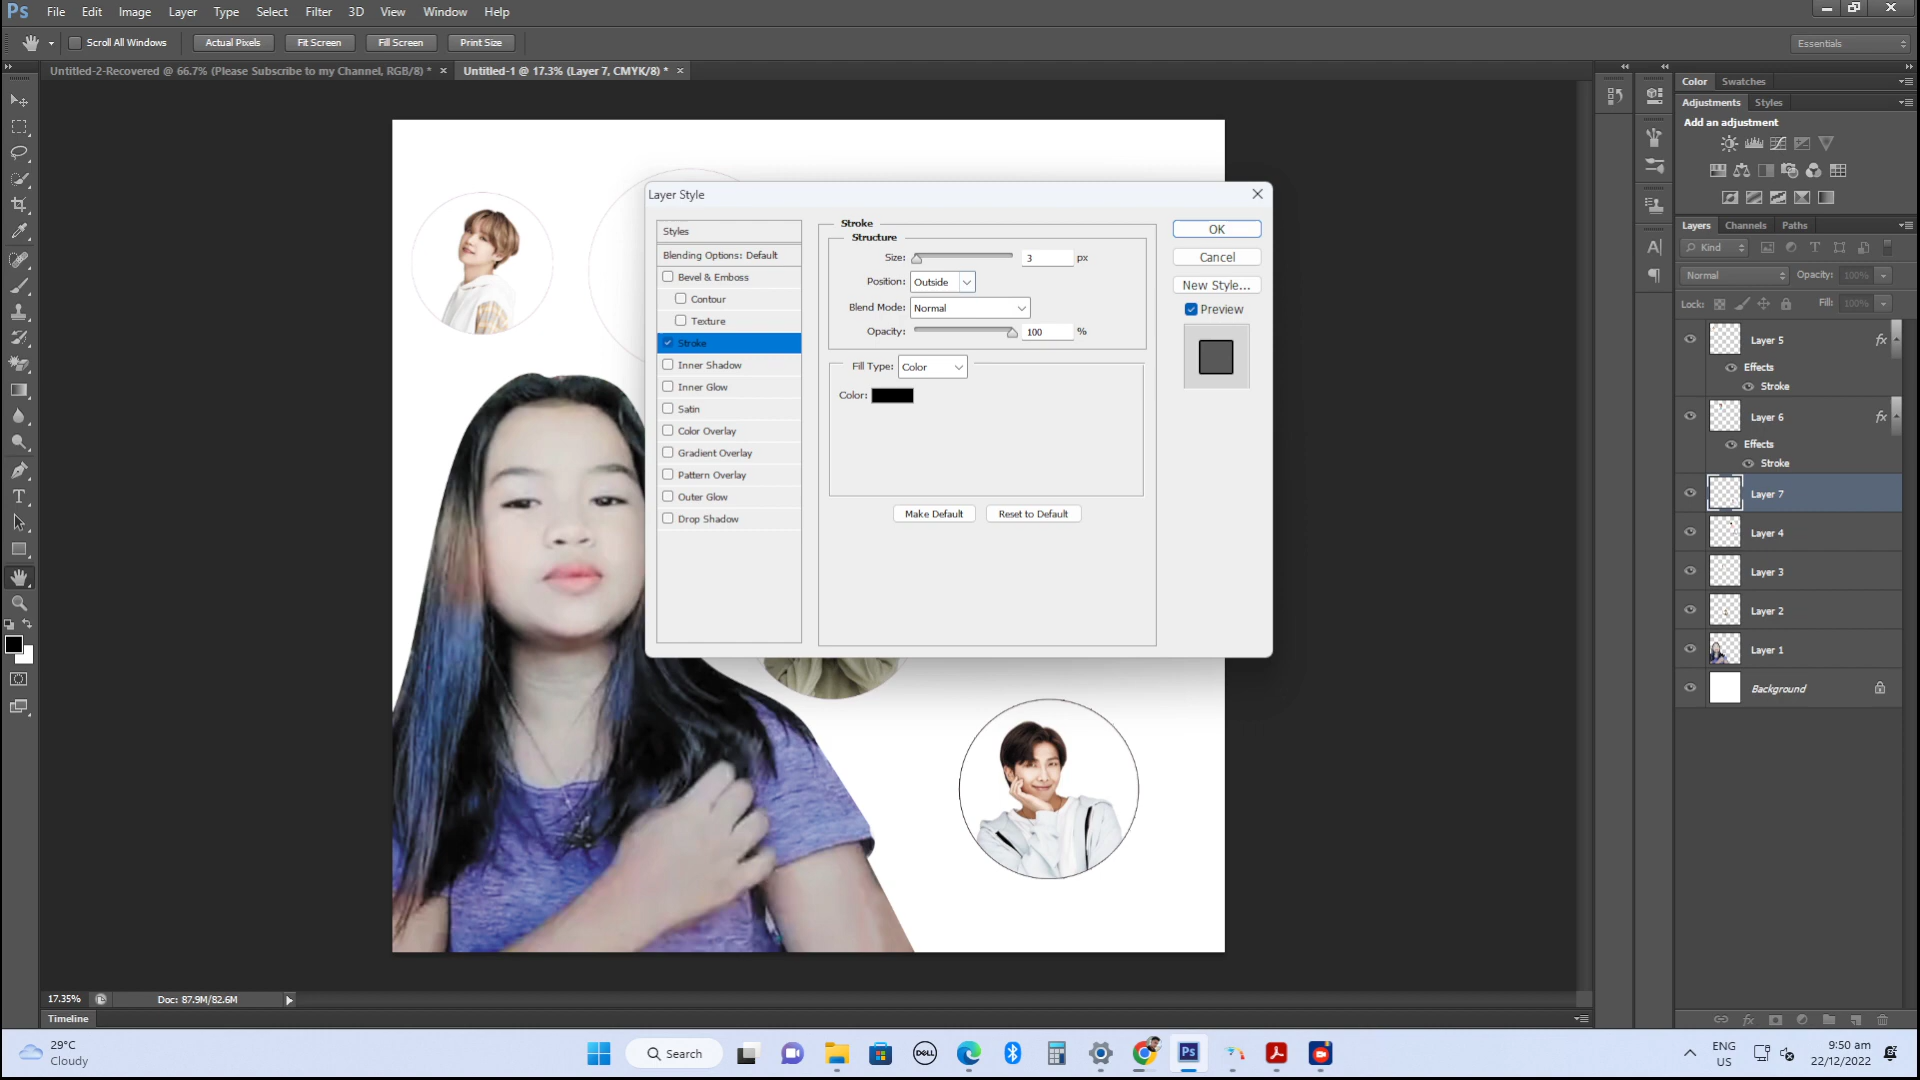 Ps File Edit Image Layer Type Select Filter 3D View Window Help
Scroll All Windows Actual Pixels Fit Screen Fill Screen Print Size Essentials
Untitled-2-Recovered @ 66.7% (Please Subscribe to my Channel, RGB/8) * × Untitled-1 @ 17.3% (Layer 7, CMYK/8) * ×
Color Swatches
Adjustments Styles
Add an adjustment
Layers Channels Paths
Kind
Normal Opacity: 100%
Lock: Fill: 100%
Layer 5 fx
Effects
Stroke
Layer 6 fx
Effects
Stroke
Layer 7
Layer 4
Layer 3
Layer 2
Layer 1
Background
Layer Style
Styles
Blending Options: Default
Bevel & Emboss
Contour
Texture
Stroke
Inner Shadow
Inner Glow
Satin
Color Overlay
Gradient Overlay
Pattern Overlay
Outer Glow
Drop Shadow
Stroke
Structure
Size: 3 px
Position: Outside
Blend Mode: Normal
Opacity: 100 %
Fill Type: Color
Color:
Make Default Reset to Default
OK
Cancel
New Style...
Preview
17.35% Doc: 87.9M/82.6M
Timeline
29°C
Cloudy
Search
DELL
Ps
ENG
US
9:50 am
22/12/2022